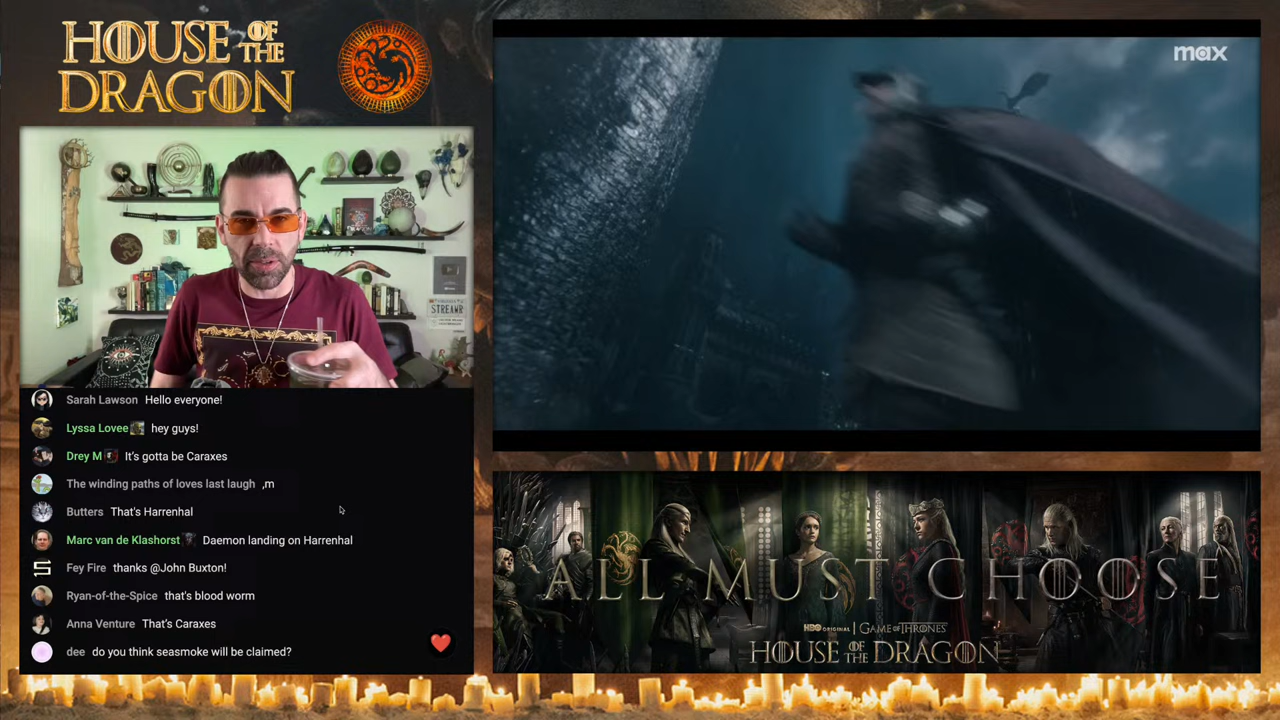 HOUSE OF THE DRAGON
max
STREAMR
Sarah Lawson Hello everyone!
Lyssa Lovee hey guys!
Drey M It's gotta be Caraxes
The winding paths of loves last laugh ,m
Butters That's Harrenhal
Marc van de Klashorst Daemon landing on Harrenhal
Fey Fire thanks @John Buxton!
Ryan-of-the-Spice that's blood worm
Anna Venture That's Caraxes
dee do you think seasmoke will be claimed?
ALL MUST CHOOSE
HBO ORIGINAL | GAME OF THRONES
HOUSE OF THE DRAGON